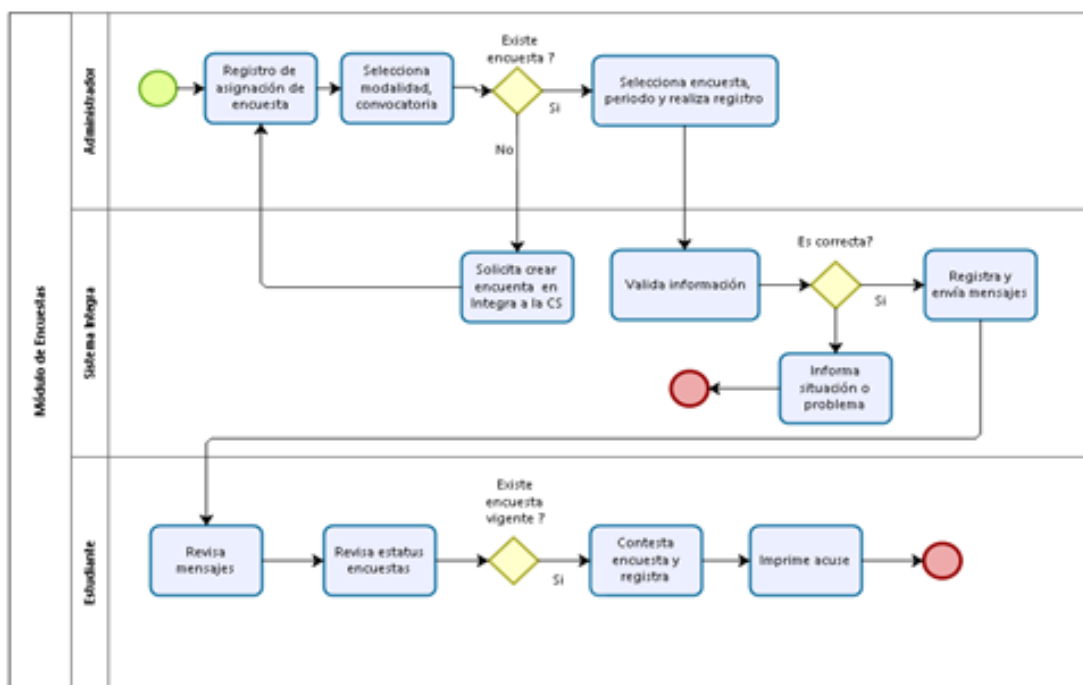 Módulo de Encuestas
Administrador
Registro de
asignación de
encuesta
Selecciona
modalidad,
convocatoria
Existe
encuesta ?
Si
No
Selecciona encuesta,
periodo y realiza registro
Sistema Integra
Solicita crear
encuenta en
Integra a la CS
Valida información
Es correcta?
Si
Registra y
envía mensajes
Informa
situación o
problema
Estudiante
Revisa
mensajes
Revisa estatus
encuestas
Existe
encuesta
vigente ?
Si
Contesta
encuesta y
registra
Imprime acuse